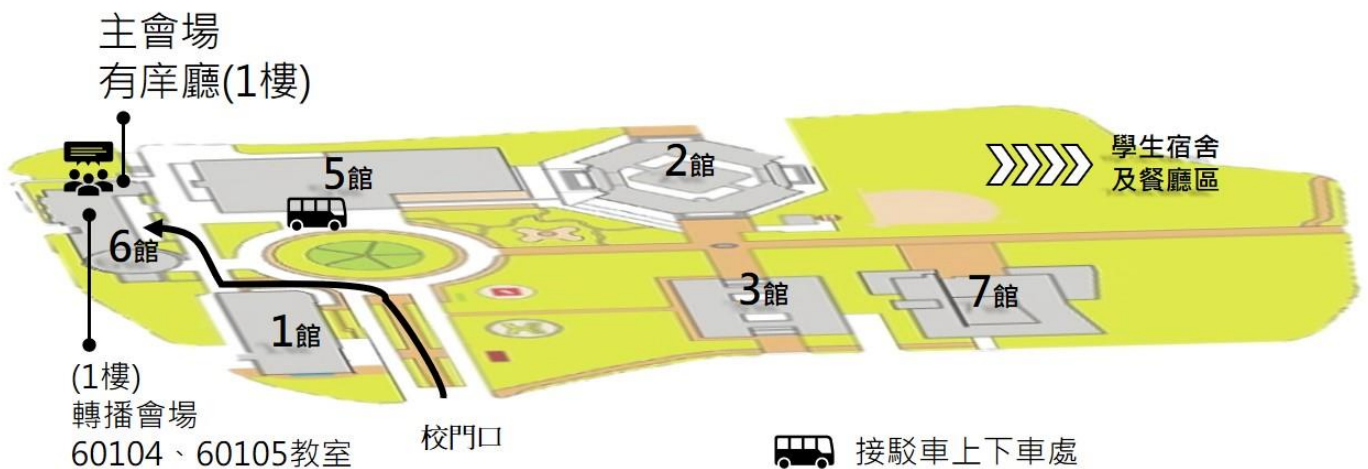 主會場
有庠廳(1樓)
5館
2館
學生宿舍
及餐廳區
6館
3館
7館
1館
(1樓)
轉播會場
60104、60105教室
校門口
接駁車上下車處